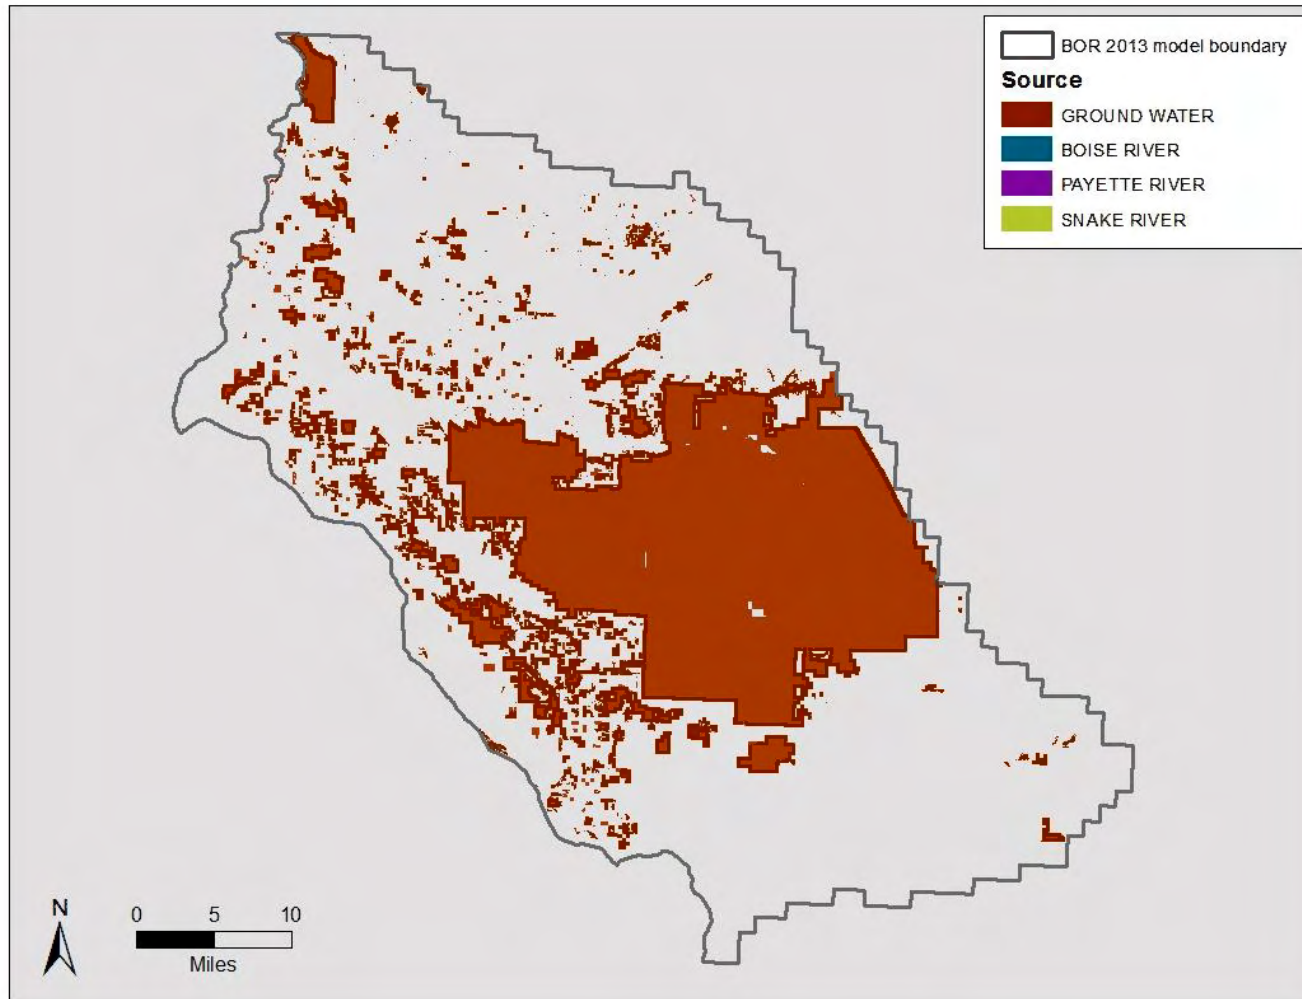 BOR 2013 model boundary
Source
GROUND WATER
BOISE RIVER
PAYETTE RIVER
SNAKE RIVER
N
0 5 10
Miles